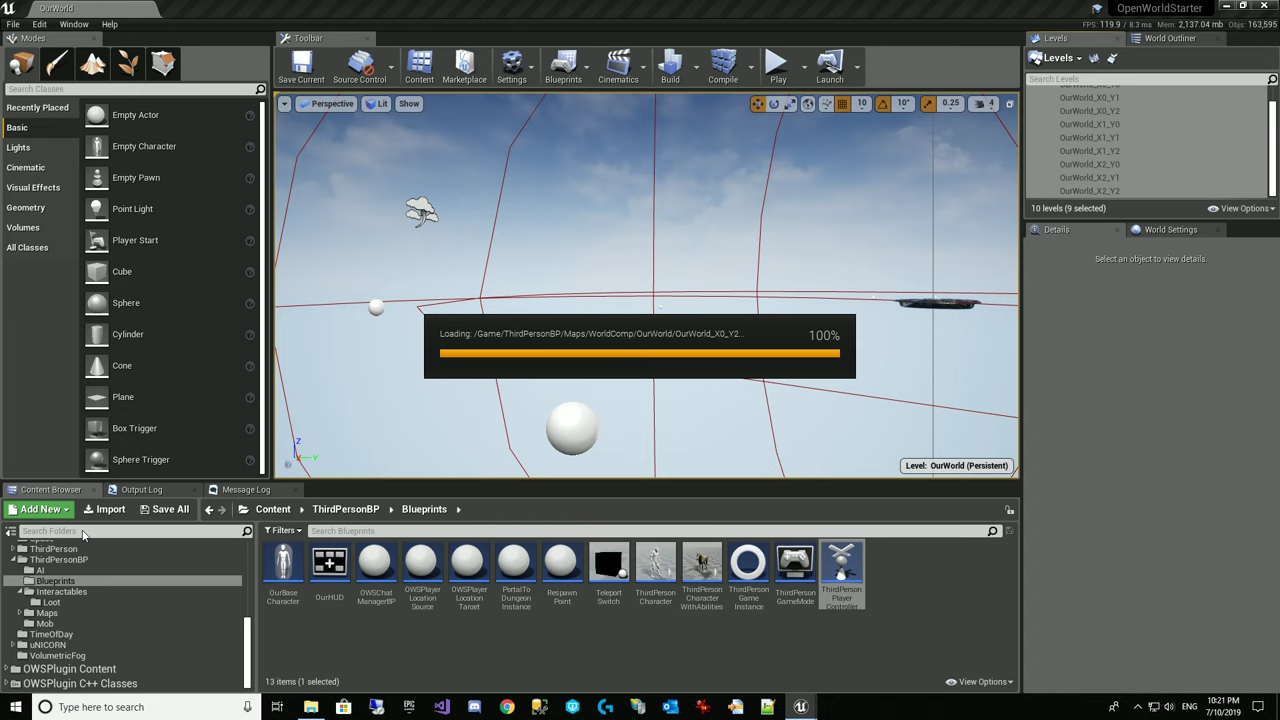 OurWorld
OpenWorldStarter
File Edit Window Help
FPS: 119.9 / 8.3 ms Mem: 2,137.04 mb Objs: 163,595
Modes
Toolbar
Levels
World Outliner
Save Current
Source Control
Content
Marketplace
Settings
Blueprints
Cinematics
Build
Compile
Play
Launch
Levels
Search Classes
Search Levels
Recently Placed
Basic
Lights
Cinematic
Visual Effects
Geometry
Volumes
All Classes
Empty Actor
Empty Character
Empty Pawn
Point Light
Player Start
Cube
Sphere
Cylinder
Cone
Plane
Box Trigger
Sphere Trigger
Perspective Lit Show
10 10° 0.25 4
OurWorld_X0_Y0
OurWorld_X0_Y1
OurWorld_X0_Y2
OurWorld_X1_Y0
OurWorld_X1_Y1
OurWorld_X1_Y2
OurWorld_X2_Y0
OurWorld_X2_Y1
OurWorld_X2_Y2
10 levels (9 selected)
View Options
Details
World Settings
Select an object to view details.
Loading: /Game/ThirdPersonBP/Maps/WorldComp/OurWorld/OurWorld_X0_Y2...
100%
Z
X Y
Level: OurWorld (Persistent)
Content Browser
Output Log
Message Log
Add New Import Save All
Content ThirdPersonBP Blueprints
Search Folders
Filters
Search Blueprints
ThirdPerson
ThirdPersonBP
AI
Blueprints
Interactables
Loot
Maps
Mob
TimeOfDay
uNICORN
VolumetricFog
OWSPlugin Content
OWSPlugin C++ Classes
OurBase
Character
OurHUD
OWSChat
ManagerBP
OWSPlayer
Location
Source
OWSPlayer
Location
Target
PortalTo
Dungeon
Instance
Respawn
Point
Teleport
Switch
ThirdPerson
Character
ThirdPerson
Character
WithAbilities
ThirdPerson
Game
Instance
ThirdPerson
GameMode
ThirdPerson
Player
Controller
13 items (1 selected)
View Options
Type here to search
10:21 PM
7/10/2019